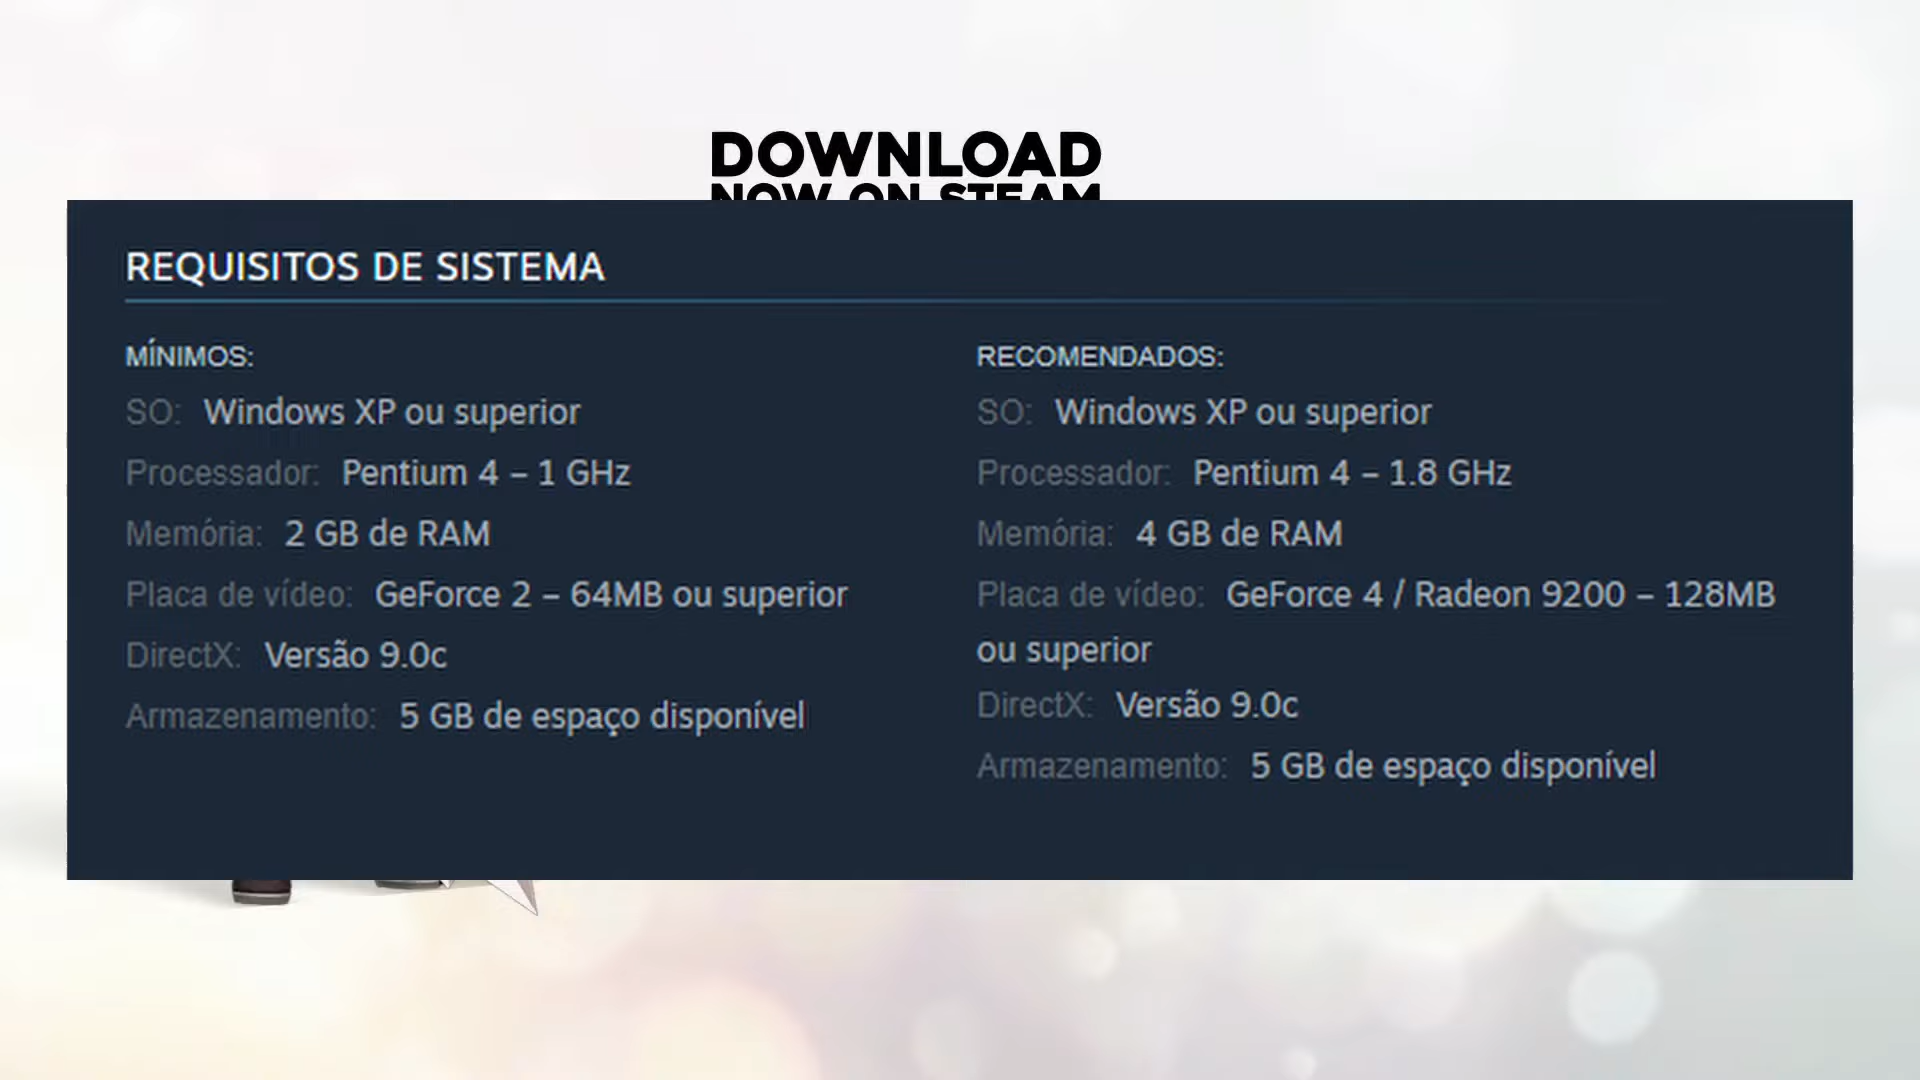 DOWNLOAD
NOW ON STEAM
REQUISITOS DE SISTEMA
MÍNIMOS:
SO: Windows XP ou superior
Processador: Pentium 4 – 1 GHz
Memória: 2 GB de RAM
Placa de vídeo: GeForce 2 – 64MB ou superior
DirectX: Versão 9.0c
Armazenamento: 5 GB de espaço disponível
RECOMENDADOS:
SO: Windows XP ou superior
Processador: Pentium 4 – 1.8 GHz
Memória: 4 GB de RAM
Placa de vídeo: GeForce 4 / Radeon 9200 – 128MB
ou superior
DirectX: Versão 9.0c
Armazenamento: 5 GB de espaço disponível